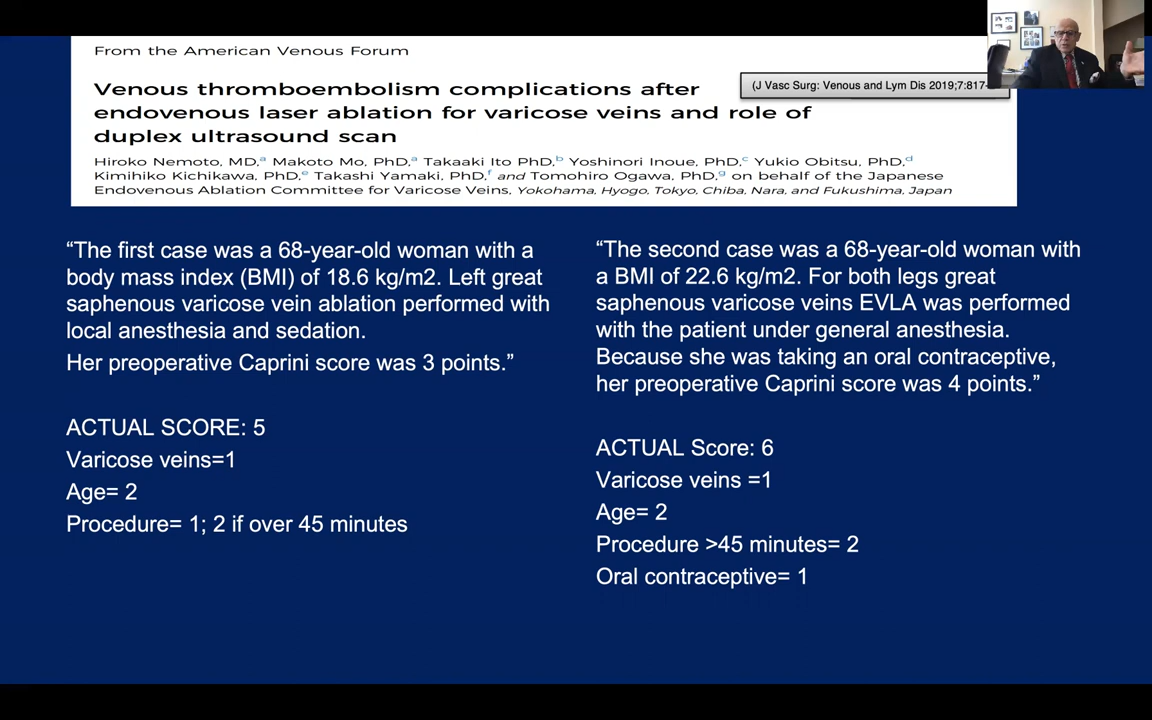 From the American Venous Forum
Venous thromboembolism complications after
endovenous laser ablation for varicose veins and role of
duplex ultrasound scan
(J Vasc Surg: Venous and Lym Dis 2019;7:817-
Hiroko Nemoto, MD,a Makoto Mo, PhD,a Takaaki Ito PhD,b Yoshinori Inoue, PhD,c Yukio Obitsu, PhD,d
Kimihiko Kichikawa, PhD,e Takashi Yamaki, PhD,f and Tomohiro Ogawa, PhD,g on behalf of the Japanese
Endovenous Ablation Committee for Varicose Veins, Yokohama, Hyogo, Tokyo, Chiba, Nara, and Fukushima, Japan
“The first case was a 68-year-old woman with a
body mass index (BMI) of 18.6 kg/m2. Left great
saphenous varicose vein ablation performed with
local anesthesia and sedation.
Her preoperative Caprini score was 3 points.”
ACTUAL SCORE: 5
Varicose veins=1
Age= 2
Procedure= 1; 2 if over 45 minutes
“The second case was a 68-year-old woman with
a BMI of 22.6 kg/m2. For both legs great
saphenous varicose veins EVLA was performed
with the patient under general anesthesia.
Because she was taking an oral contraceptive,
her preoperative Caprini score was 4 points.”
ACTUAL Score: 6
Varicose veins =1
Age= 2
Procedure >45 minutes= 2
Oral contraceptive= 1